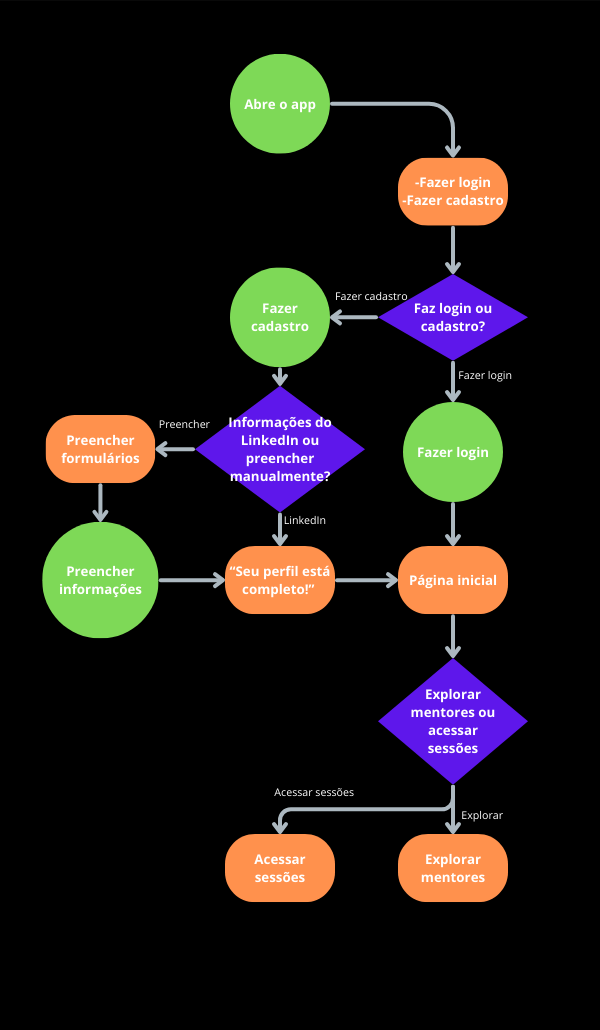 Abre o app
-Fazer login
-Fazer cadastro
Fazer cadastro
Faz login ou
cadastro?
Fazer
cadastro
Fazer login
Preencher
Informações do
LinkedIn ou
preencher
manualmente?
Preencher
formulários
Fazer login
LinkedIn
Preencher
informações
“Seu perfil está
completo!”
Página inicial
Explorar
mentores ou
acessar
sessões
Acessar sessões
Explorar
Acessar
sessões
Explorar
mentores